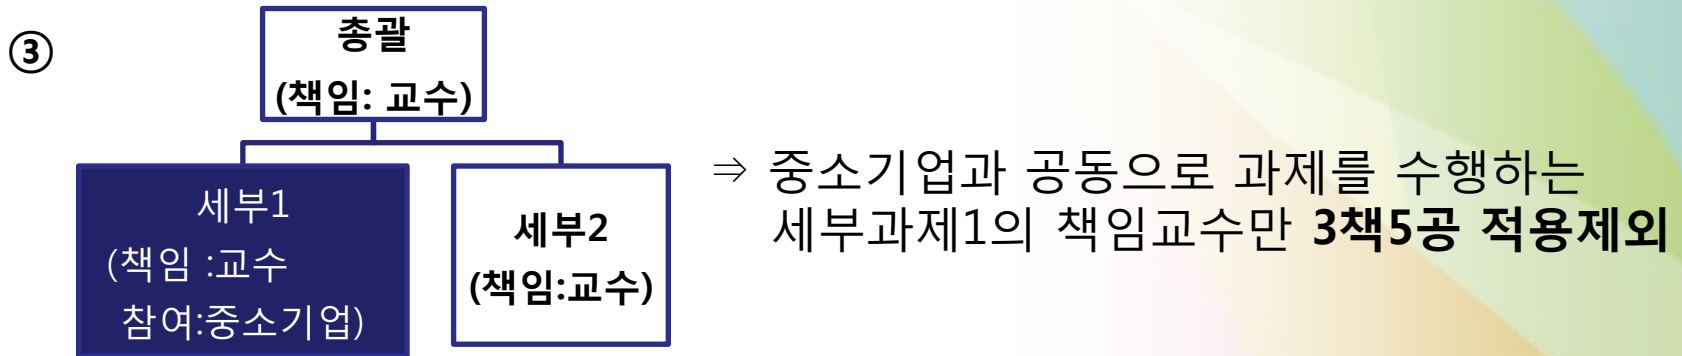 ③
총괄
(책임: 교수)
세부1
(책임 :교수
참여:중소기업)
세부2
(책임:교수)
⇒ 중소기업과 공동으로 과제를 수행하는
세부과제1의 책임교수만 3책5공 적용제외